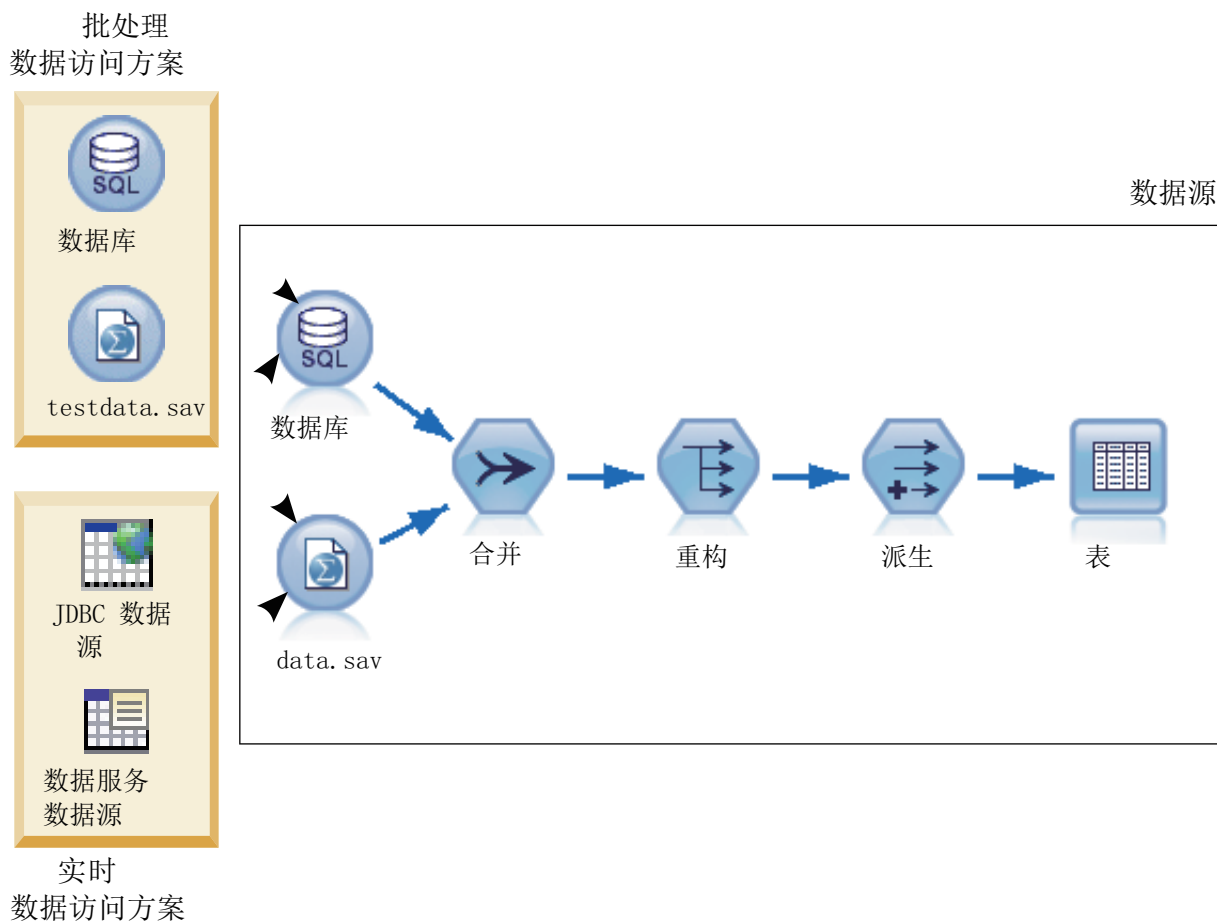 批处理
数据访问方案
SQL
数据库
testdata.sav
JDBC 数据
源
数据服务
数据源
实时
数据访问方案
数据源
SQL
数据库
data.sav
合并
重构
派生
表